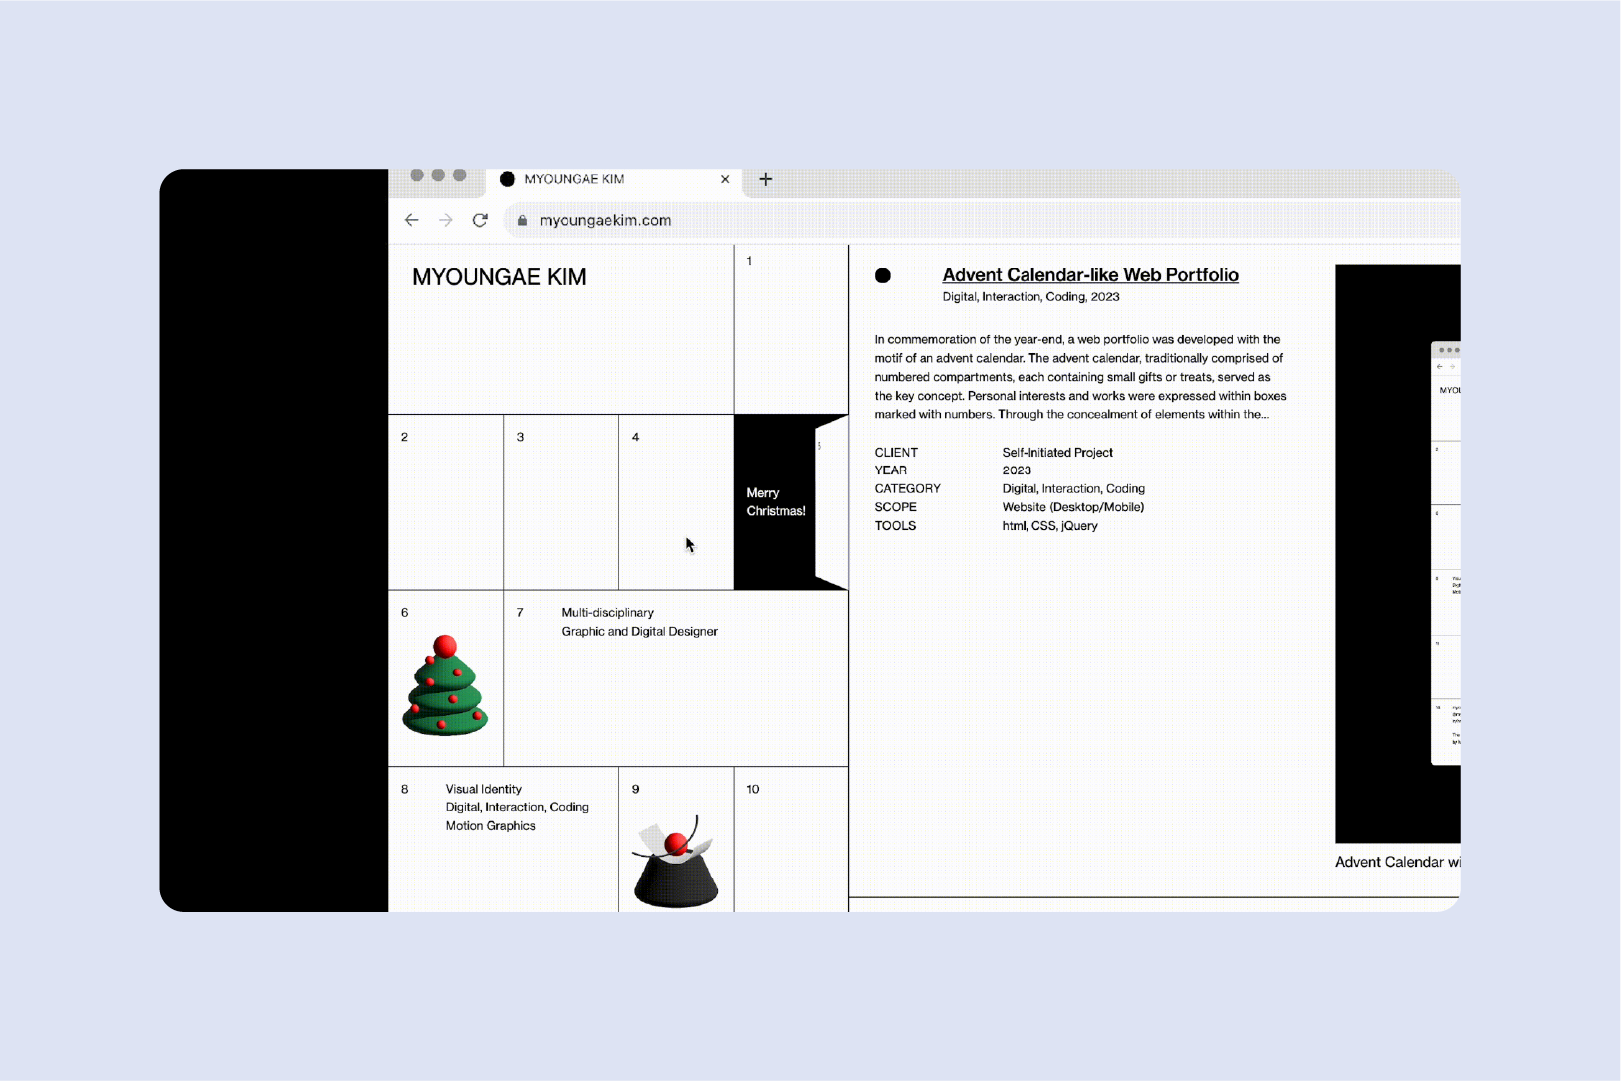 MYOUNGAE KIM
myoungaekim.com
MYOUNGAE KIM
1
2
3
4
5
Merry
Christmas!
6
7
Multi-disciplinary
Graphic and Digital Designer
8
Visual Identity
Digital, Interaction, Coding
Motion Graphics
9
10
Advent Calendar-like Web Portfolio
Digital, Interaction, Coding, 2023
In commemoration of the year-end, a web portfolio was developed with the
motif of an advent calendar. The advent calendar, traditionally comprised of
numbered compartments, each containing small gifts or treats, served as
the key concept. Personal interests and works were expressed within boxes
marked with numbers. Through the concealment of elements within the...
CLIENT Self-Initiated Project
YEAR 2023
CATEGORY Digital, Interaction, Coding
SCOPE Website (Desktop/Mobile)
TOOLS html, CSS, jQuery
MYOU
Advent Calendar wi